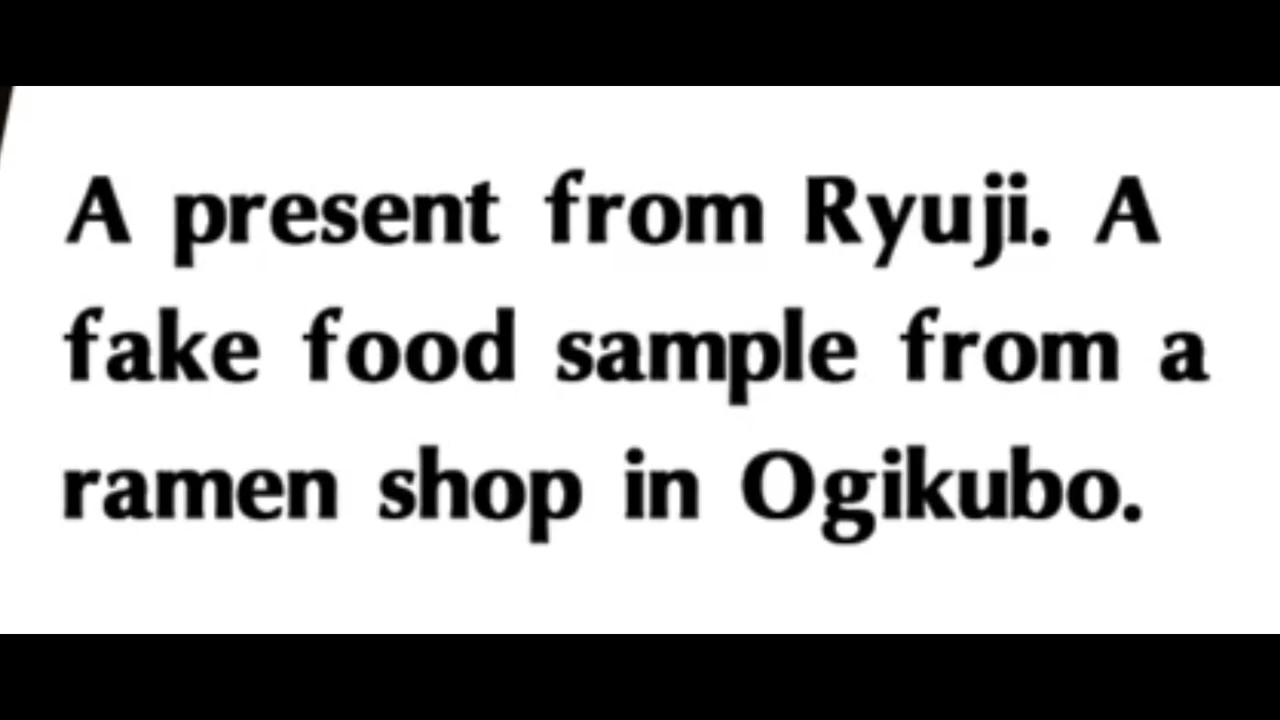 A present from Ryuji. A
fake food sample from a
ramen shop in Ogikubo.